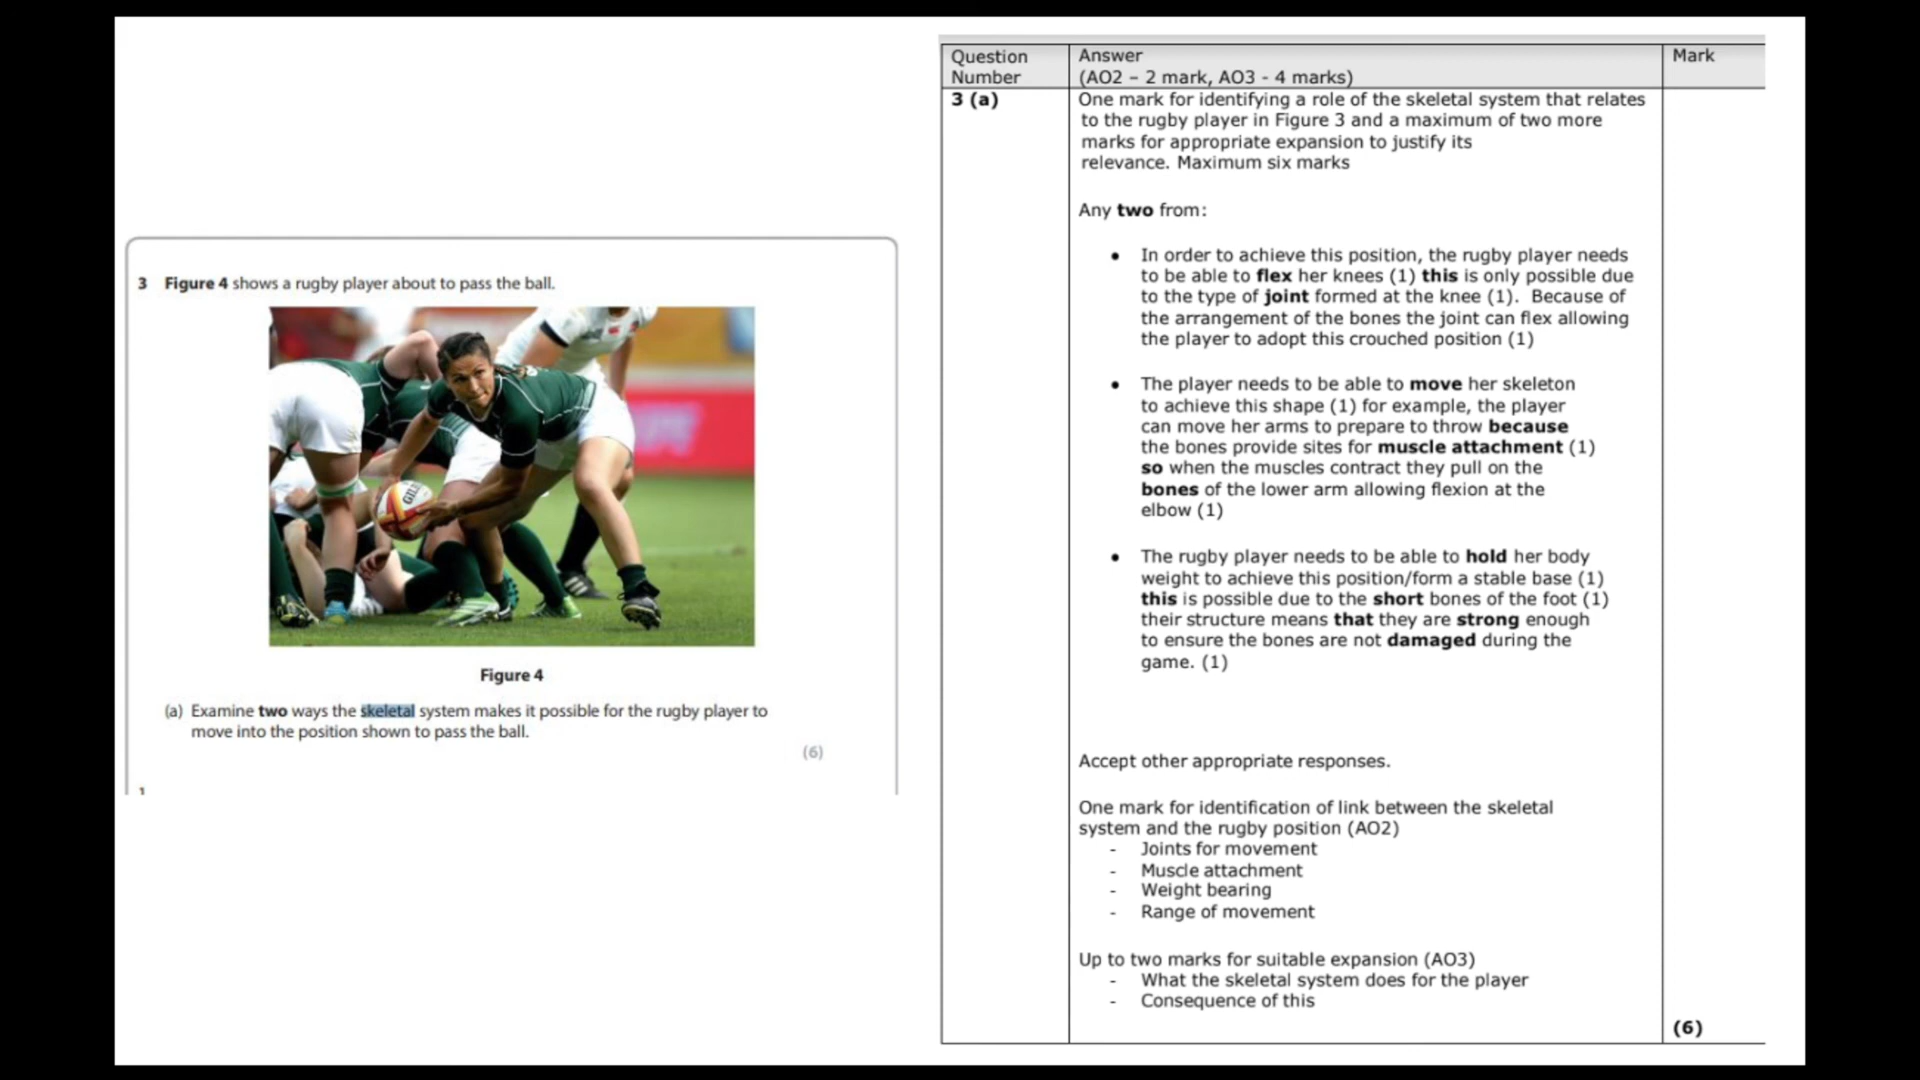 3 Figure 4 shows a rugby player about to pass the ball.
GIL
Figure 4
(a) Examine two ways the skeletal system makes it possible for the rugby player to
move into the position shown to pass the ball.
(6)
Question
Number
Answer
(AO2 – 2 mark, AO3 - 4 marks)
Mark
3 (a)
One mark for identifying a role of the skeletal system that relates
to the rugby player in Figure 3 and a maximum of two more
marks for appropriate expansion to justify its
relevance. Maximum six marks
Any two from:
• In order to achieve this position, the rugby player needs
to be able to flex her knees (1) this is only possible due
to the type of joint formed at the knee (1). Because of
the arrangement of the bones the joint can flex allowing
the player to adopt this crouched position (1)
• The player needs to be able to move her skeleton
to achieve this shape (1) for example, the player
can move her arms to prepare to throw because
the bones provide sites for muscle attachment (1)
so when the muscles contract they pull on the
bones of the lower arm allowing flexion at the
elbow (1)
• The rugby player needs to be able to hold her body
weight to achieve this position/form a stable base (1)
this is possible due to the short bones of the foot (1)
their structure means that they are strong enough
to ensure the bones are not damaged during the
game. (1)
Accept other appropriate responses.
One mark for identification of link between the skeletal
system and the rugby position (AO2)
- Joints for movement
- Muscle attachment
- Weight bearing
- Range of movement
Up to two marks for suitable expansion (AO3)
- What the skeletal system does for the player
- Consequence of this
(6)